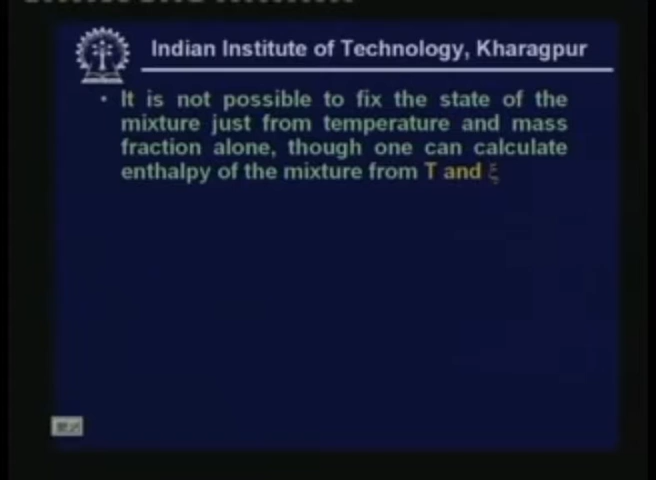 Indian Institute of Technology, Kharagpur
• It is not possible to fix the state of the
mixture just from temperature and mass
fraction alone, though one can calculate
enthalpy of the mixture from T and ξ